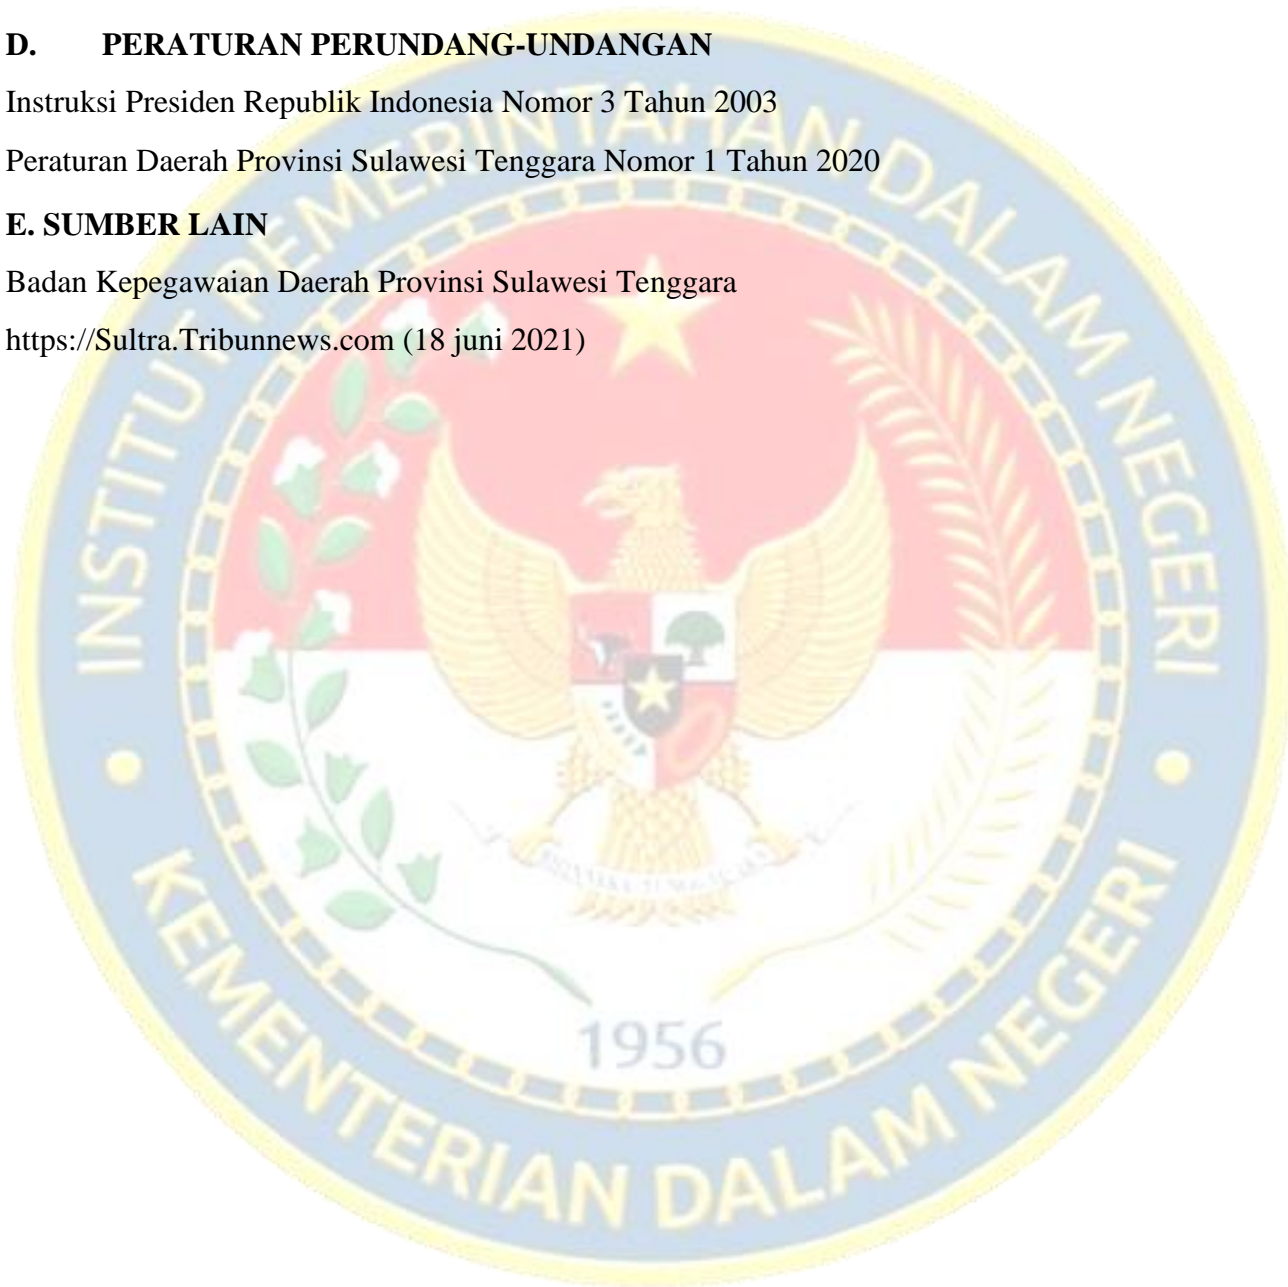 D. PERATURAN PERUNDANG-UNDANGAN
Instruksi Presiden Republik Indonesia Nomor 3 Tahun 2003
Peraturan Daerah Provinsi Sulawesi Tenggara Nomor 1 Tahun 2020
E. SUMBER LAIN
Badan Kepegawaian Daerah Provinsi Sulawesi Tenggara
https://Sultra.Tribunnews.com (18 juni 2021)
INSTITUT PEMERINTAHAN DALAM NEGERI
1956
KEMENTERIAN DALAM NEGERI